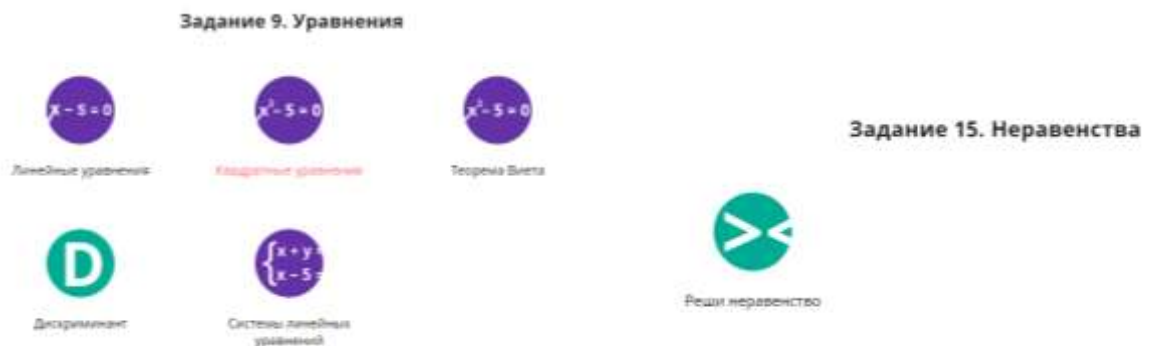 Задание 9. Уравнения
x − 5 = 0
x² − 5 = 0
x² − 5 = 0
Линейные уравнения
Квадратные уравнения
Теорема Виета
D
x + y =
x − 5 =
Дискриминант
Системы линейных
уравнений
Задание 15. Неравенства
><
Реши неравенство